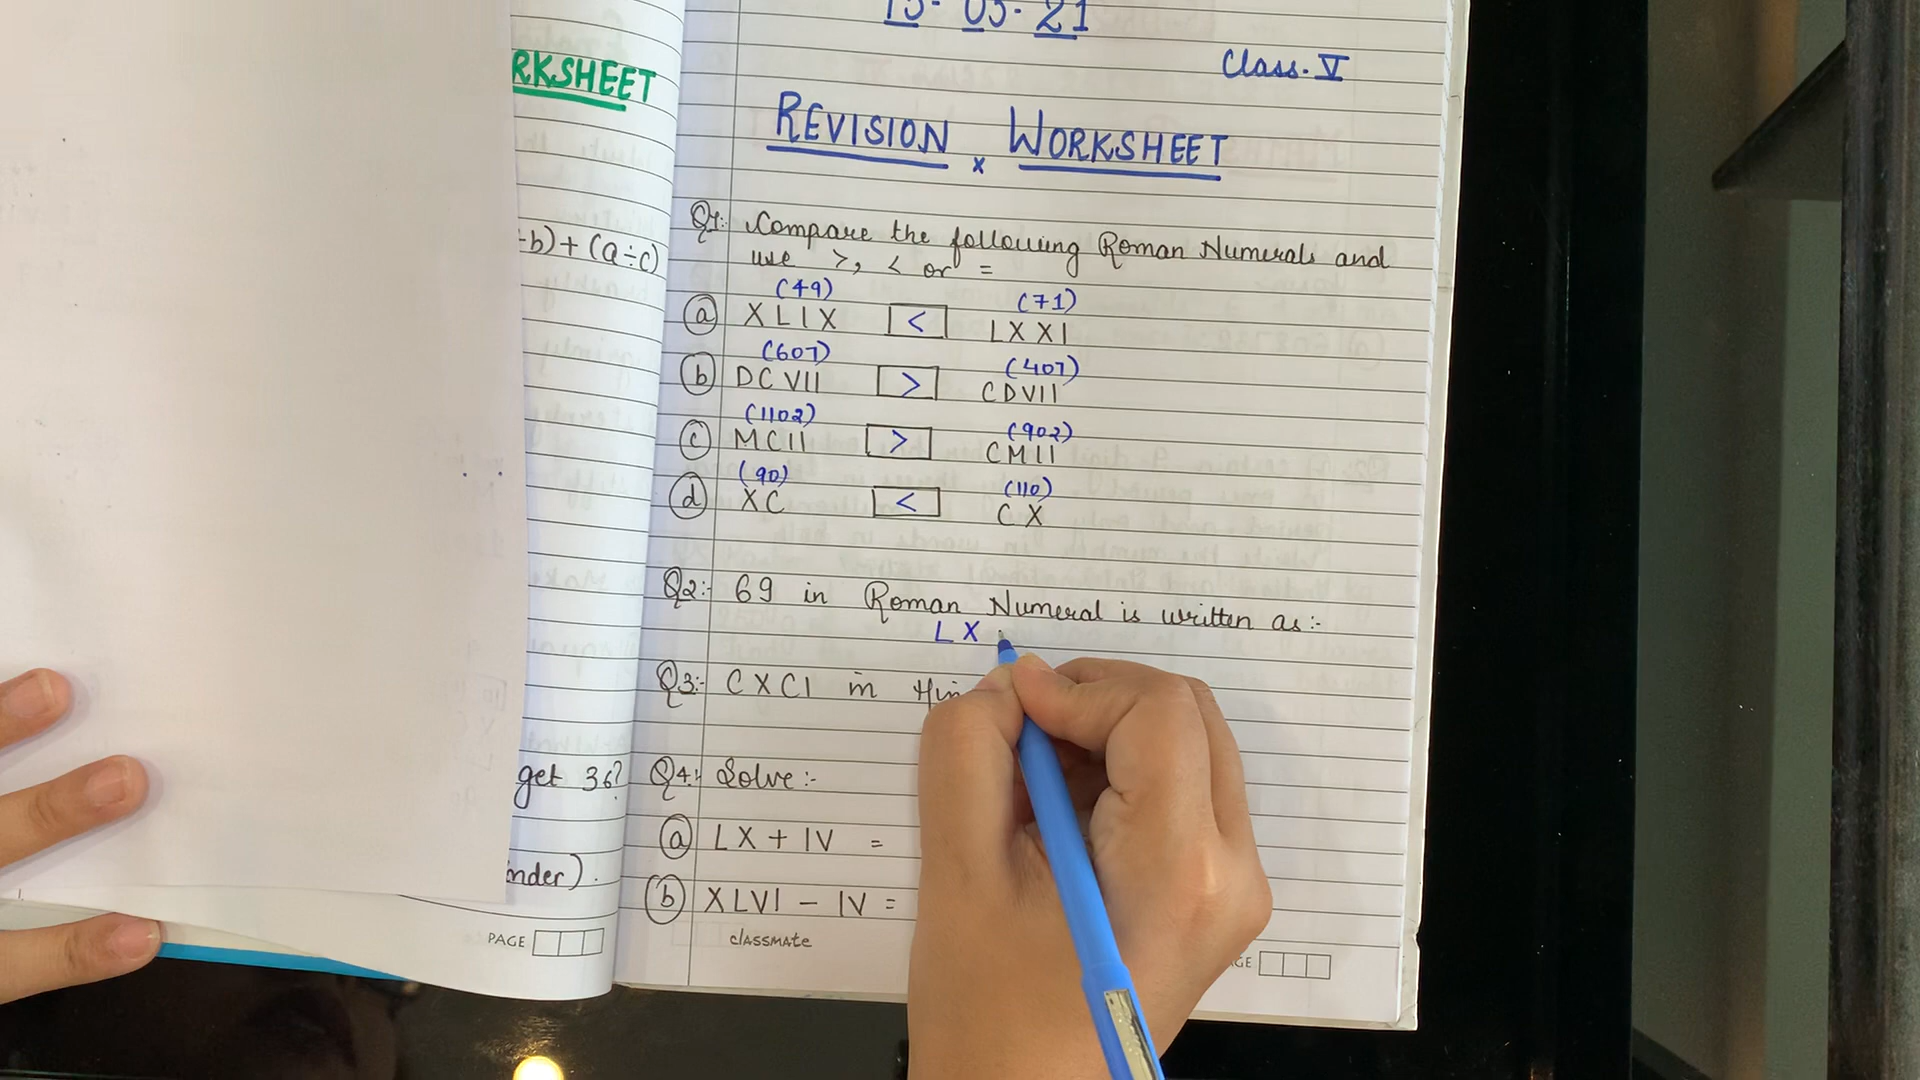 RKSHEET
-b)+(a÷c)
get 36?
nder).
PAGE
15-05-21
Class-V
REVISION WORKSHEET
Q1:- Compare the following Roman Numerals and
use >, < or =
(49) (71)
(a) XLIX < LXXI
(607) (407)
(b) DCVII > CDVII
(1102) (902)
(c) MCII > CMII
(90) (110)
(d) XC < CX
Q2:- 69 in Roman Numeral is written as:-
LX
Q3:- CXCI in Hin
Q4:- Solve:-
(a) LX + IV =
(b) XLVI - IV =
classmate
GE